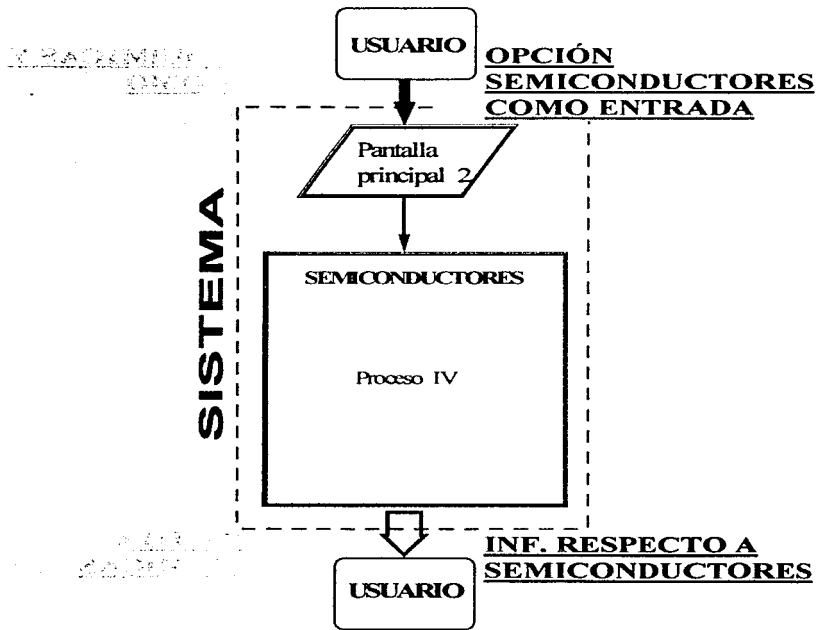 USUARIO
OPCIÓN
SEMICONDUCTORES
COMO ENTRADA
Pantalla
principal 2
SISTEMA
SEMICONDUCTORES
Proceso IV
INF. RESPECTO A
SEMICONDUCTORES
USUARIO